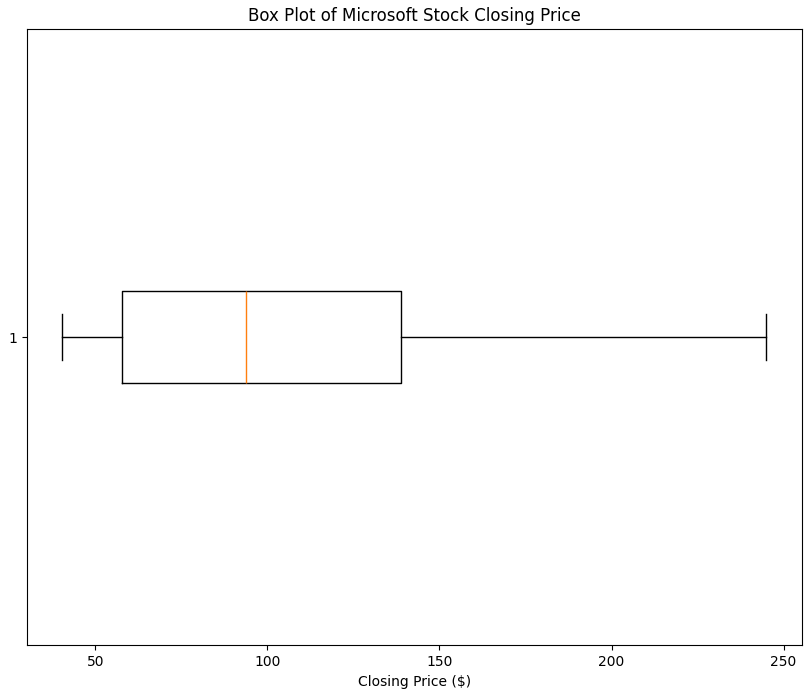 Box Plot of Microsoft Stock Closing Price
1
50 100 150 200 250
Closing Price ($)